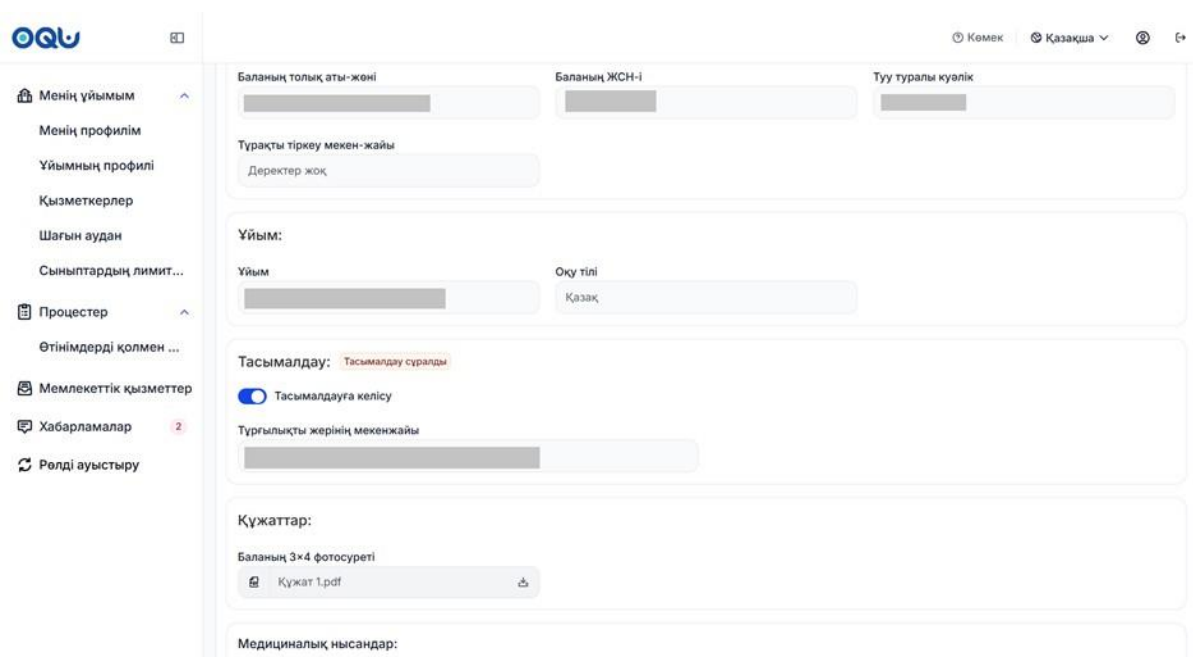 OQU
Көмек
Қазақша
Менің ұйымым
Менің профилім
Ұйымның профилі
Қызметкерлер
Шағын аудан
Сыныптардың лимит...
Процестер
Өтінімдерді қолмен ...
Мемлекеттік қызметтер
Хабарламалар 2
Рөлді ауыстыру
Баланың толық аты-жөні Баланың ЖСН-і Туу туралы куәлік
Тұрақты тіркеу мекен-жайы
Деректер жоқ
Ұйым:
Ұйым Оқу тілі
Қазақ
Тасымалдау: Тасымалдау сұралды
Тасымалдауға келісу
Тұрғылықты жерінің мекенжайы
Құжаттар:
Баланың 3×4 фотосуреті
Құжат 1.pdf
Медициналық нысандар: